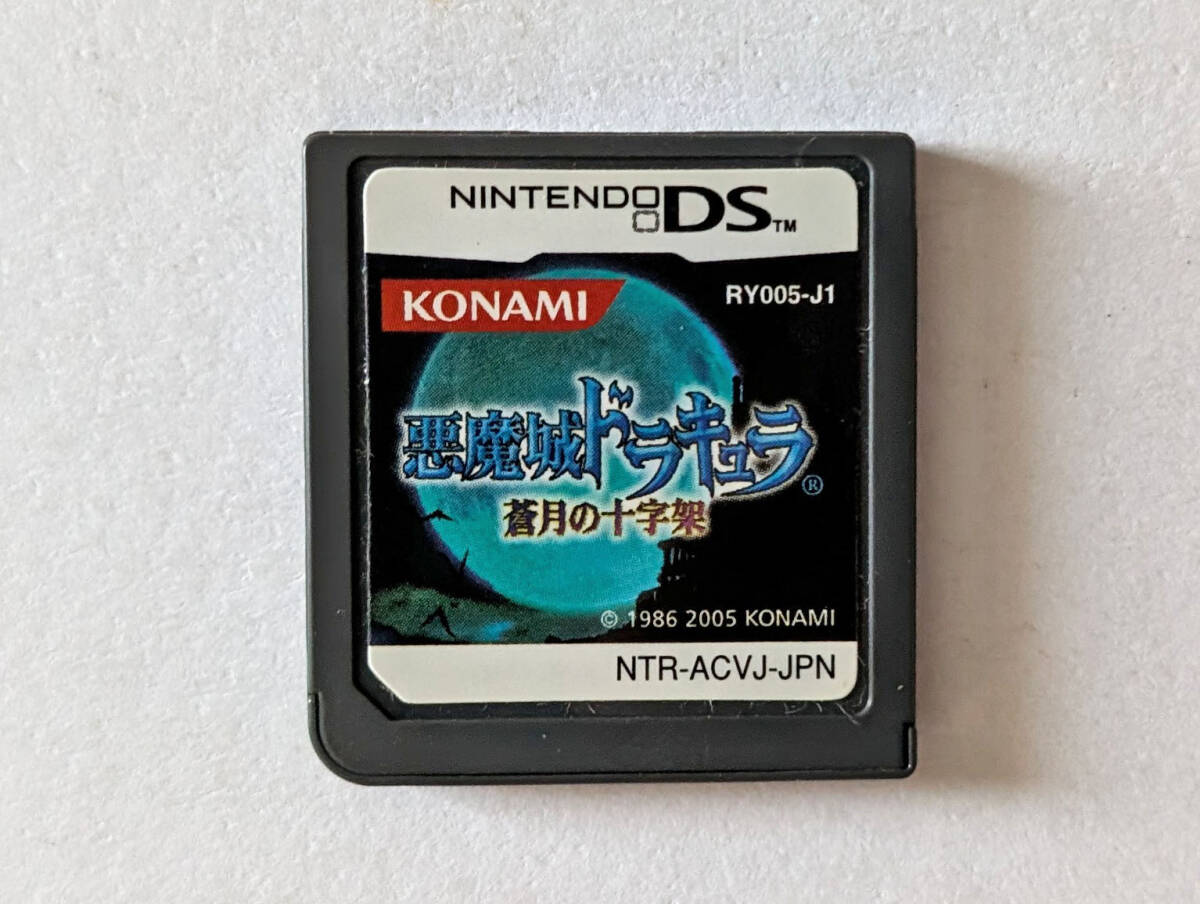 NINTENDO DS™
KONAMI
RY005-J1
悪魔城ドラキュラ®
蒼月の十字架
© 1986 2005 KONAMI
NTR-ACVJ-JPN